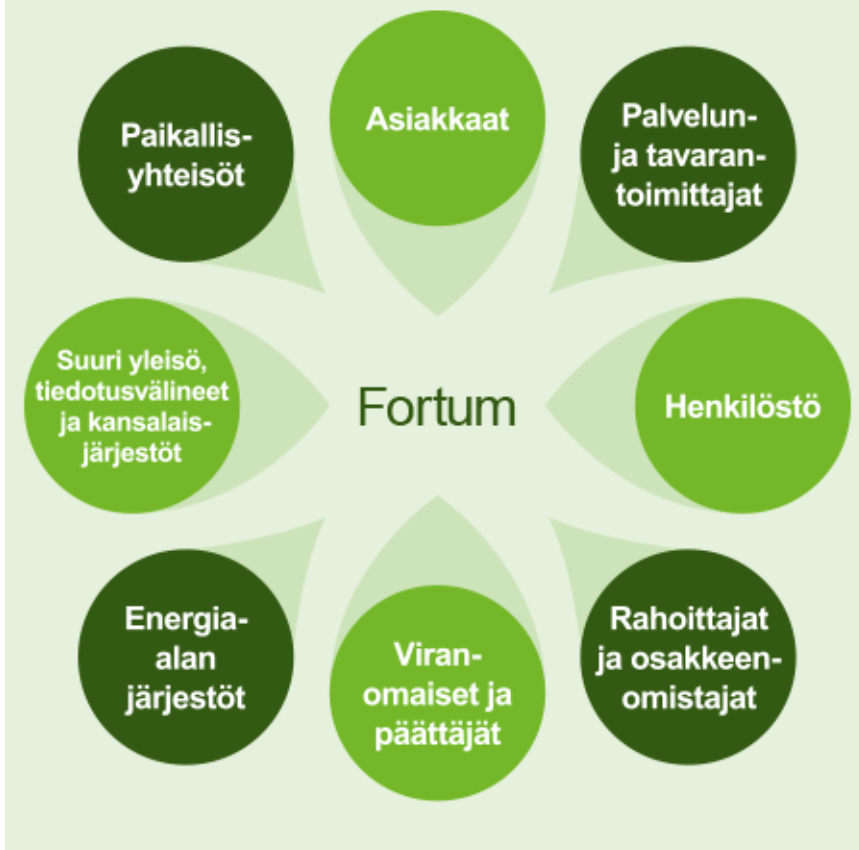 Paikallis-
yhteisöt
Asiakkaat
Palvelun-
ja tavaran-
toimittajat
Suuri yleisö,
tiedotusvälineet
ja kansalais-
järjestöt
Fortum
Henkilöstö
Energia-
alan
järjestöt
Viran-
omaiset ja
päättäjät
Rahoittajat
ja osakkeen-
omistajat